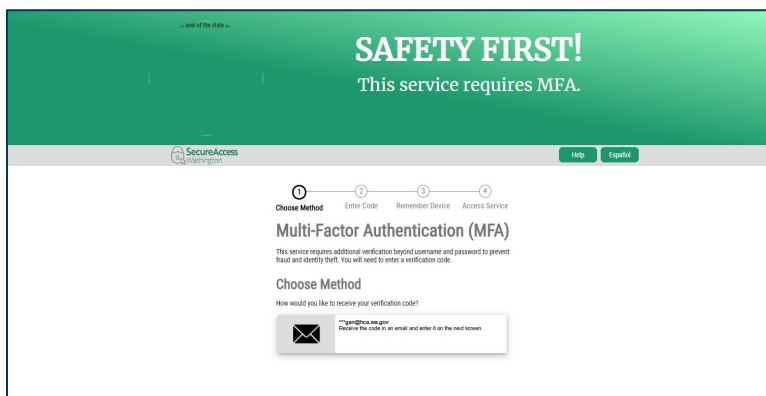 seal of the state
SAFETY FIRST!
This service requires MFA.
SecureAccess
Washington
Help
Español
1
2
3
4
Choose Method
Enter Code
Remember Device
Access Service
Multi-Factor Authentication (MFA)
This service requires additional verification beyond username and password to prevent
fraud and identity theft. You will need to enter a verification code.
Choose Method
How would you like to receive your verification code?
***gan@hca.wa.gov
Receive the code in an email and enter it on the next screen.